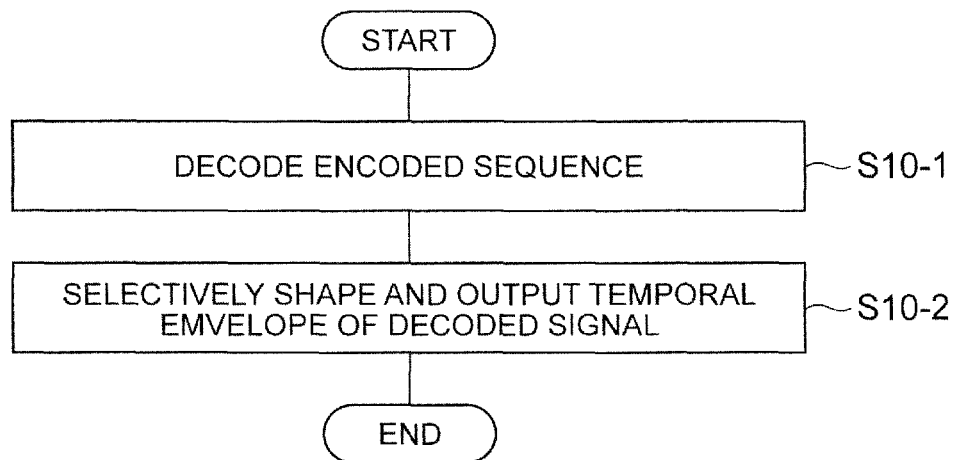 START
DECODE ENCODED SEQUENCE
S10-1
SELECTIVELY SHAPE AND OUTPUT TEMPORAL
EMVELOPE OF DECODED SIGNAL
S10-2
END